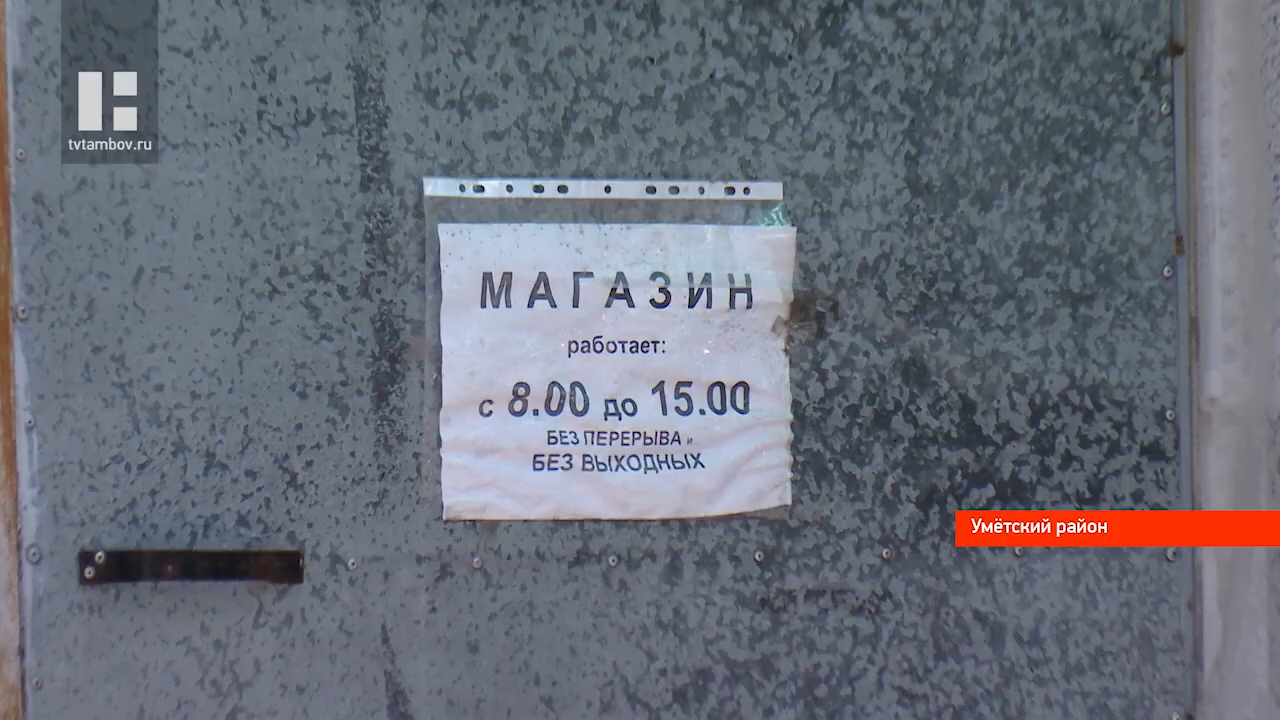 tvtambov.ru
МАГАЗИН
работает:
с 8.00 до 15.00
БЕЗ ПЕРЕРЫВА и
БЕЗ ВЫХОДНЫХ
Умётский район